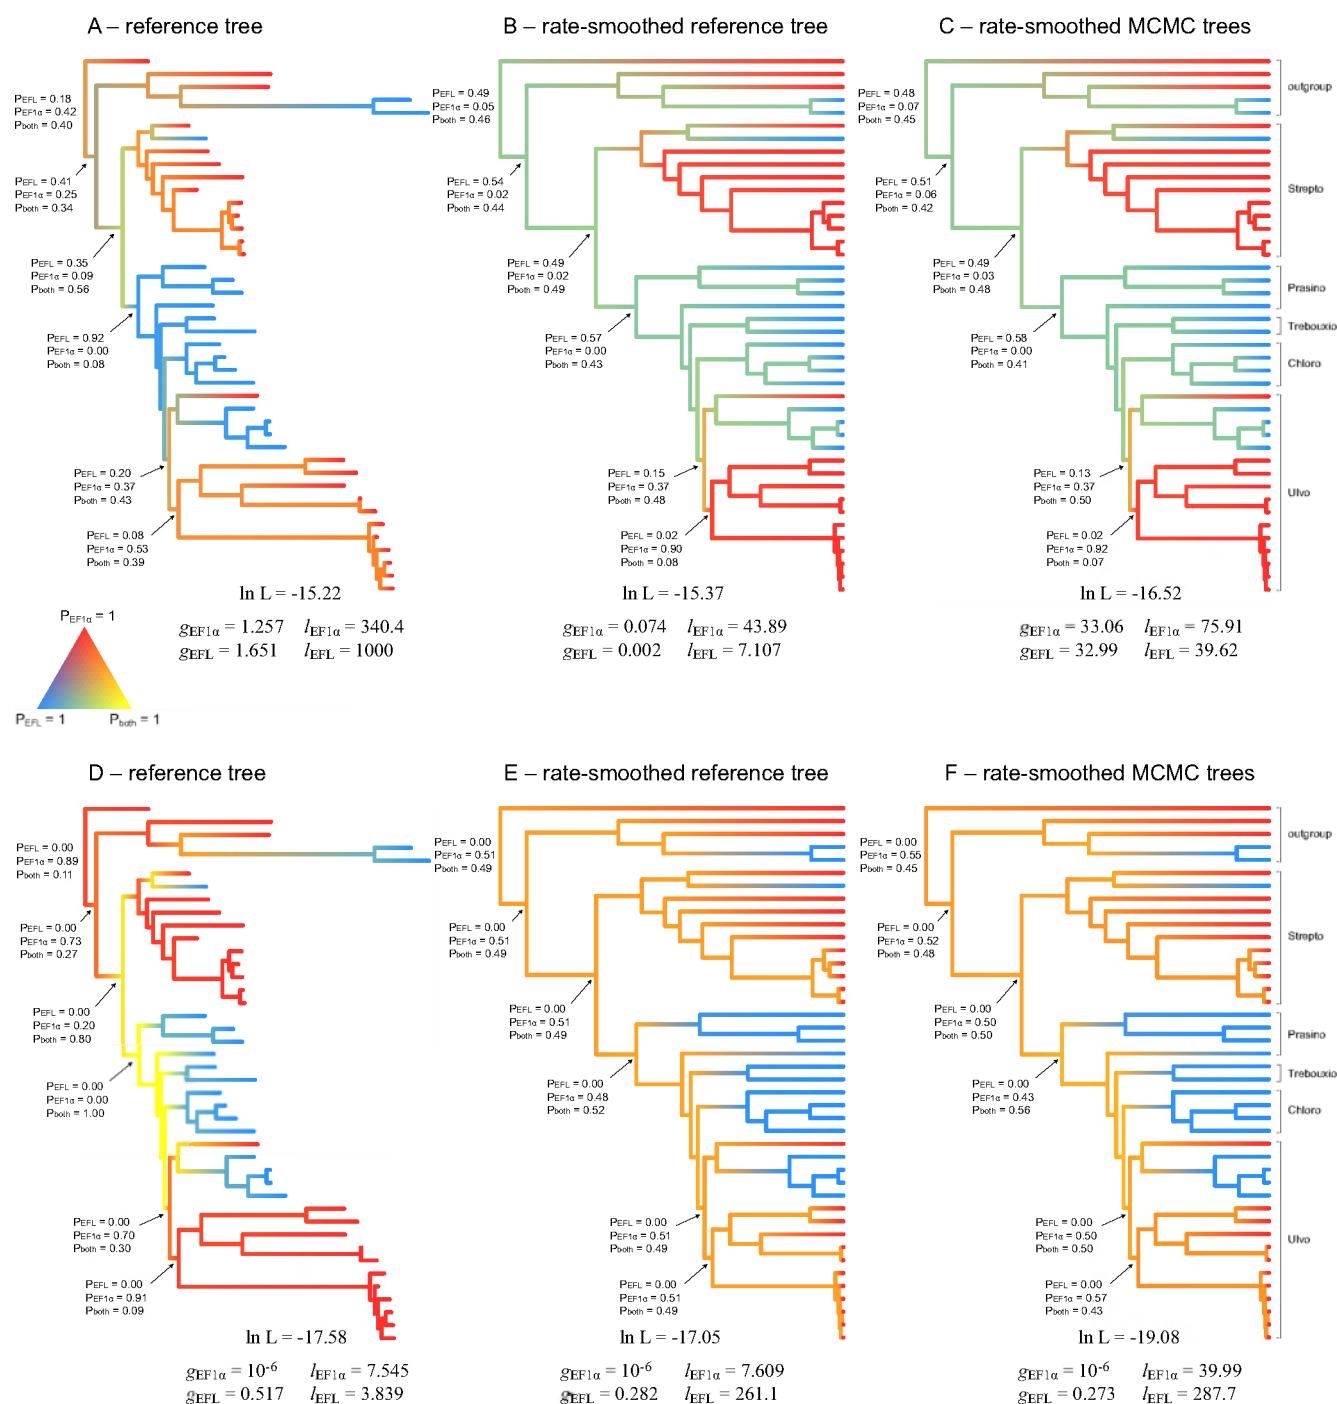 A – reference tree
B – rate-smoothed reference tree
C – rate-smoothed MCMC trees
PEFL = 0.18
PEF1α = 0.42
Pboth = 0.40
PEFL = 0.41
PEF1α = 0.25
Pboth = 0.34
PEFL = 0.35
PEF1α = 0.09
Pboth = 0.56
PEFL = 0.92
PEF1α = 0.00
Pboth = 0.08
PEFL = 0.20
PEF1α = 0.37
Pboth = 0.43
PEFL = 0.08
PEF1α = 0.53
Pboth = 0.39
ln L = -15.22
gEF1α = 1.257 lEF1α = 340.4
gEFL = 1.651 lEFL = 1000
PEFL = 0.49
PEF1α = 0.05
Pboth = 0.46
PEFL = 0.54
PEF1α = 0.02
Pboth = 0.44
PEFL = 0.49
PEF1α = 0.02
Pboth = 0.49
PEFL = 0.57
PEF1α = 0.00
Pboth = 0.43
PEFL = 0.15
PEF1α = 0.37
Pboth = 0.48
PEFL = 0.02
PEF1α = 0.90
Pboth = 0.08
ln L = -15.37
gEF1α = 0.074 lEF1α = 43.89
gEFL = 0.002 lEFL = 7.107
PEFL = 0.48
PEF1α = 0.07
Pboth = 0.45
PEFL = 0.51
PEF1α = 0.06
Pboth = 0.42
PEFL = 0.49
PEF1α = 0.03
Pboth = 0.48
PEFL = 0.58
PEF1α = 0.00
Pboth = 0.41
PEFL = 0.13
PEF1α = 0.37
Pboth = 0.50
PEFL = 0.02
PEF1α = 0.92
Pboth = 0.07
ln L = -16.52
gEF1α = 33.06 lEF1α = 75.91
gEFL = 32.99 lEFL = 39.62
outgroup
Strepto
Prasino
Trebouxio
Chloro
Ulvo
PEF1α = 1
PEFL = 1 Pboth = 1
D – reference tree
E – rate-smoothed reference tree
F – rate-smoothed MCMC trees
PEFL = 0.00
PEF1α = 0.89
Pboth = 0.11
PEFL = 0.00
PEF1α = 0.73
Pboth = 0.27
PEFL = 0.00
PEF1α = 0.20
Pboth = 0.80
PEFL = 0.00
PEF1α = 0.00
Pboth = 1.00
PEFL = 0.00
PEF1α = 0.70
Pboth = 0.30
PEFL = 0.00
PEF1α = 0.91
Pboth = 0.09
ln L = -17.58
gEF1α = 10-6 lEF1α = 7.545
gEFL = 0.517 lEFL = 3.839
PEFL = 0.00
PEF1α = 0.51
Pboth = 0.49
PEFL = 0.00
PEF1α = 0.51
Pboth = 0.49
PEFL = 0.00
PEF1α = 0.51
Pboth = 0.49
PEFL = 0.00
PEF1α = 0.48
Pboth = 0.52
PEFL = 0.00
PEF1α = 0.51
Pboth = 0.49
PEFL = 0.00
PEF1α = 0.51
Pboth = 0.49
ln L = -17.05
gEF1α = 10-6 lEF1α = 7.609
gEFL = 0.282 lEFL = 261.1
PEFL = 0.00
PEF1α = 0.55
Pboth = 0.45
PEFL = 0.00
PEF1α = 0.52
Pboth = 0.48
PEFL = 0.00
PEF1α = 0.50
Pboth = 0.50
PEFL = 0.00
PEF1α = 0.43
Pboth = 0.56
PEFL = 0.00
PEF1α = 0.50
Pboth = 0.50
PEFL = 0.00
PEF1α = 0.57
Pboth = 0.43
ln L = -19.08
gEF1α = 10-6 lEF1α = 39.99
gEFL = 0.273 lEFL = 287.7
outgroup
Strepto
Prasino
Trebouxio
Chloro
Ulvo